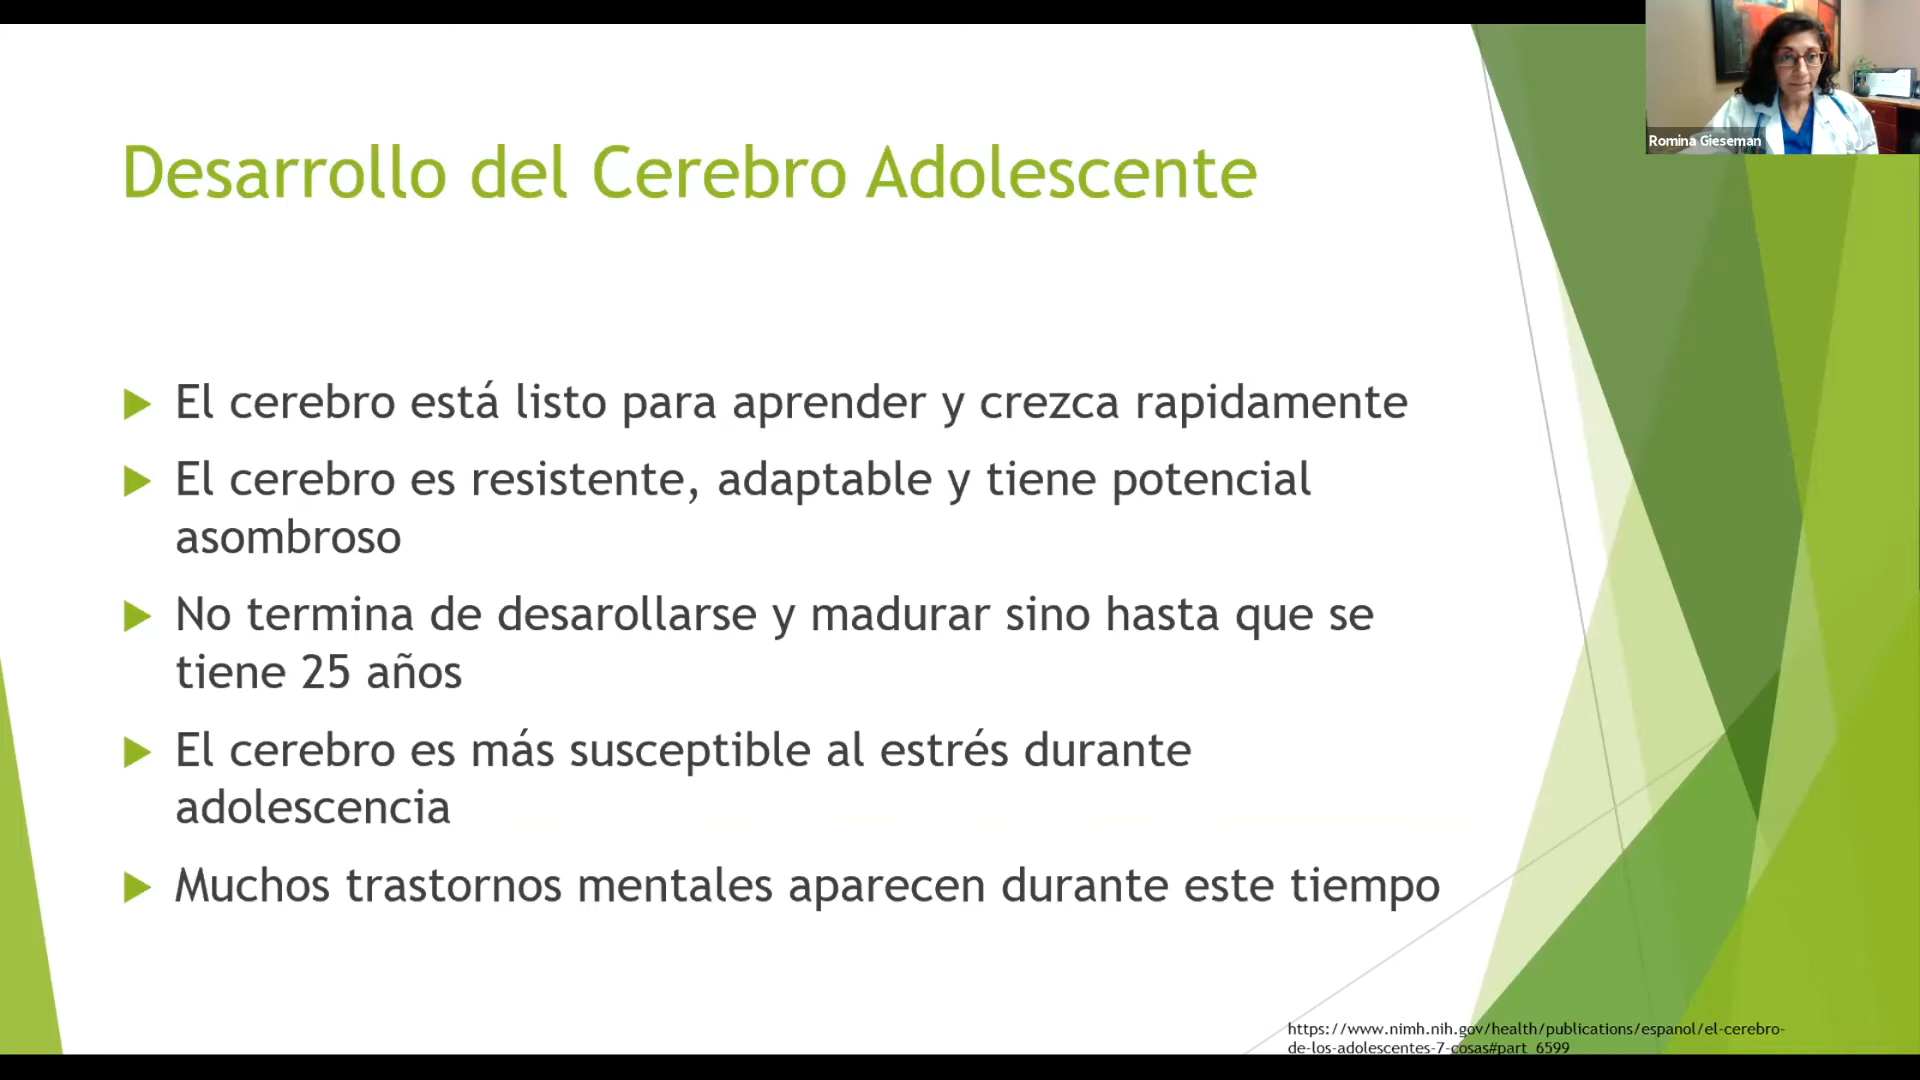 Romina Gieseman
Desarrollo del Cerebro Adolescente
El cerebro está listo para aprender y crezca rapidamente
El cerebro es resistente, adaptable y tiene potencial
asombroso
No termina de desarollarse y madurar sino hasta que se
tiene 25 años
El cerebro es más susceptible al estrés durante
adolescencia
Muchos trastornos mentales aparecen durante este tiempo
https://www.nimh.nih.gov/health/publications/espanol/el-cerebro-
de-los-adolescentes-7-cosas#part_6599